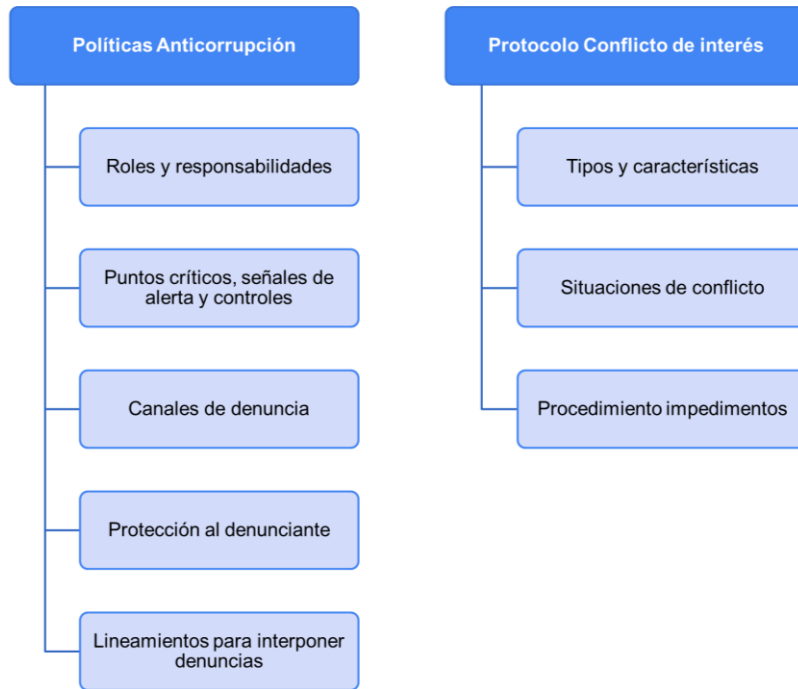 Políticas Anticorrupción
Roles y responsabilidades
Puntos críticos, señales de
alerta y controles
Canales de denuncia
Protección al denunciante
Lineamientos para interponer
denuncias
Protocolo Conflicto de interés
Tipos y características
Situaciones de conflicto
Procedimiento impedimentos